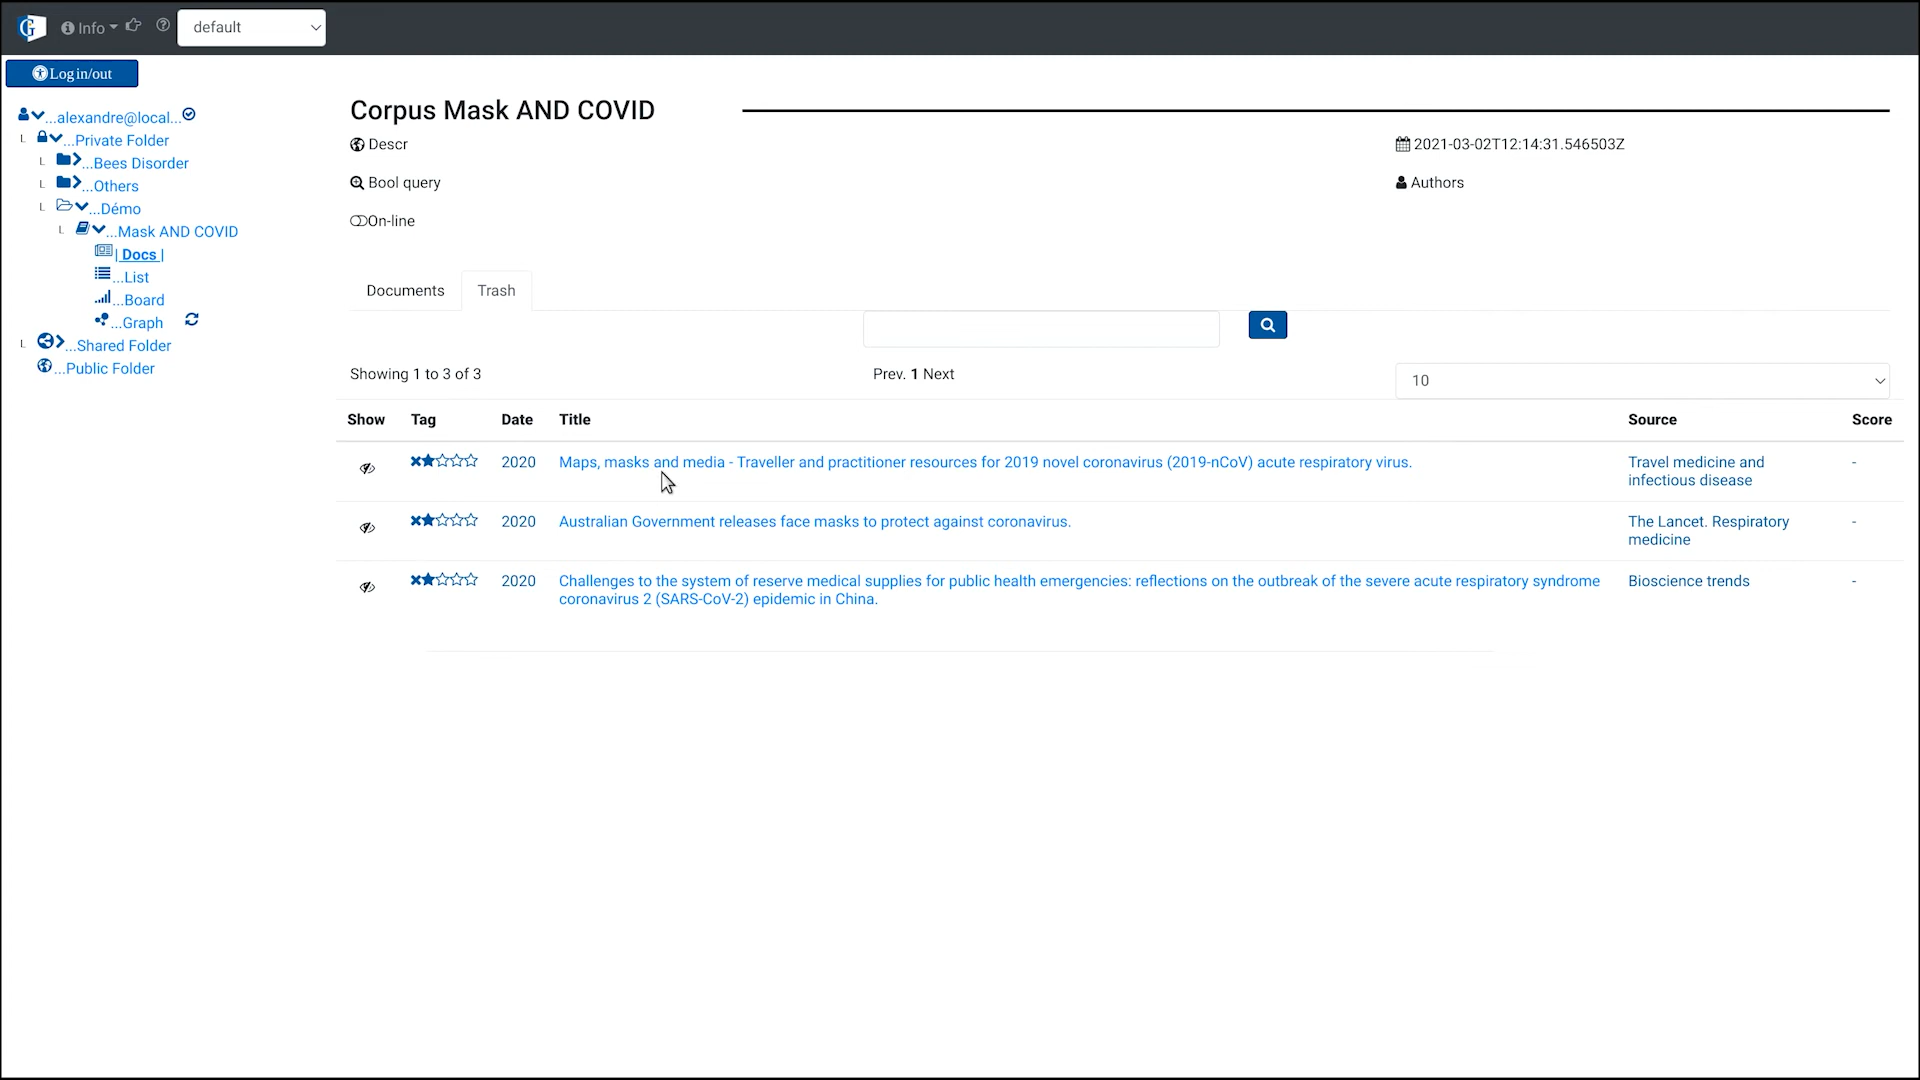 G Info default
Log in/out
...alexandre@local...
...Private Folder
...Bees Disorder
...Others
...Démo
...Mask AND COVID
| Docs |
...List
...Board
...Graph
...Shared Folder
...Public Folder
Corpus Mask AND COVID
Descr
2021-03-02T12:14:31.546503Z
Bool query
Authors
On-line
Documents Trash
Showing 1 to 3 of 3
Prev. 1 Next
10
Show Tag Date Title Source Score
2020 Maps, masks and media - Traveller and practitioner resources for 2019 novel coronavirus (2019-nCoV) acute respiratory virus. Travel medicine and -
infectious disease
2020 Australian Government releases face masks to protect against coronavirus. The Lancet. Respiratory -
medicine
2020 Challenges to the system of reserve medical supplies for public health emergencies: reflections on the outbreak of the severe acute respiratory syndrome Bioscience trends -
coronavirus 2 (SARS-CoV-2) epidemic in China.